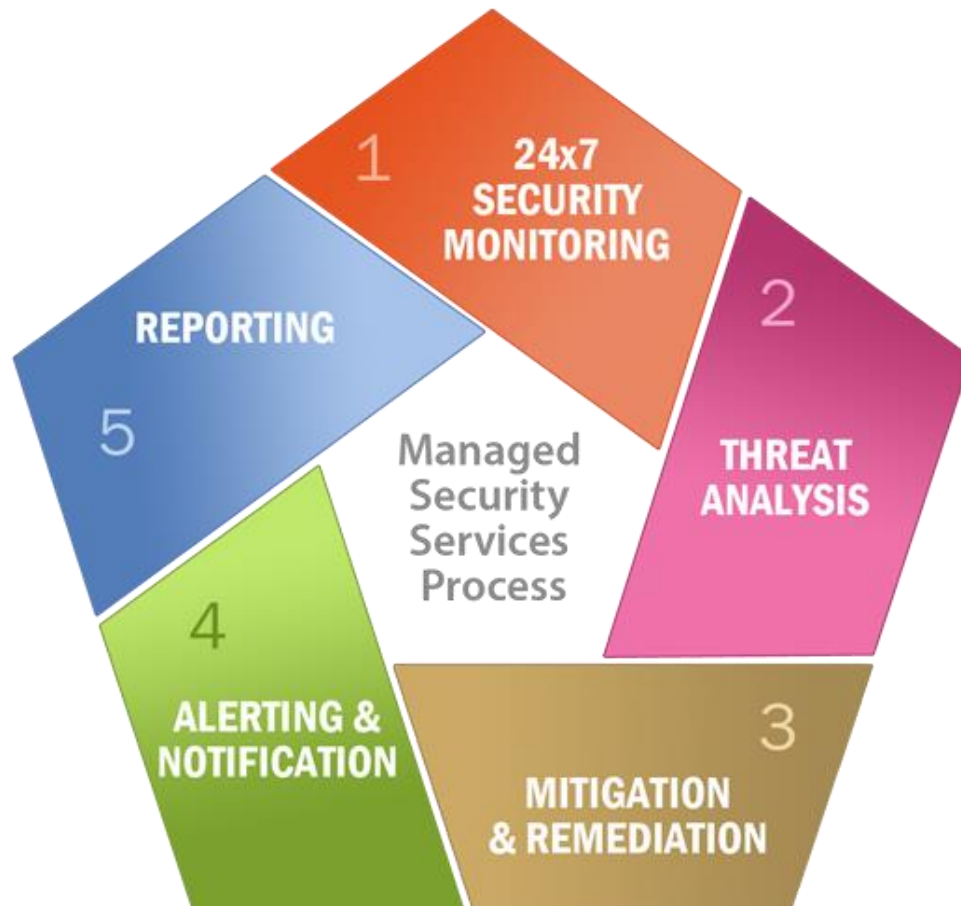 1
24x7
SECURITY
MONITORING
2
THREAT
ANALYSIS
3
MITIGATION
& REMEDIATION
4
ALERTING &
NOTIFICATION
5
REPORTING
Managed
Security
Services
Process